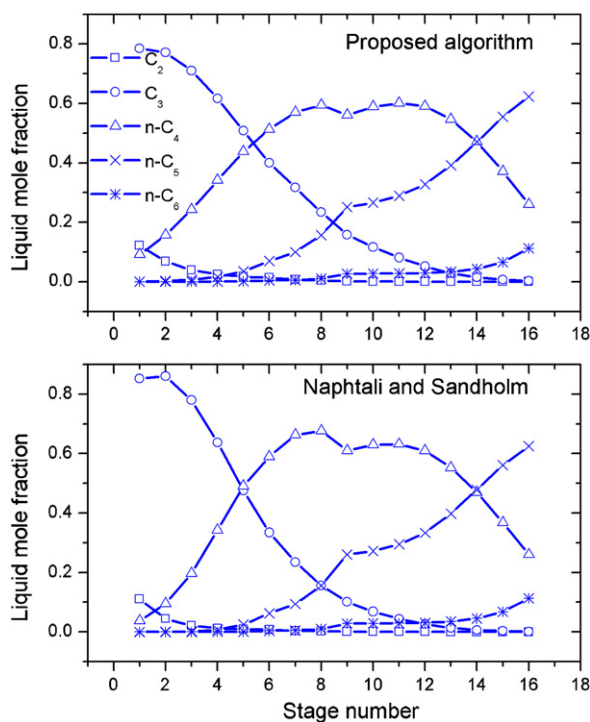 Proposed algorithm
Liquid mole fraction
0.8
0.6
0.4
0.2
0.0
C2
C3
n-C4
n-C5
n-C6
0 2 4 6 8 10 12 14 16 18
Naphtali and Sandholm
Liquid mole fraction
0.8
0.6
0.4
0.2
0.0
0 2 4 6 8 10 12 14 16 18
Stage number